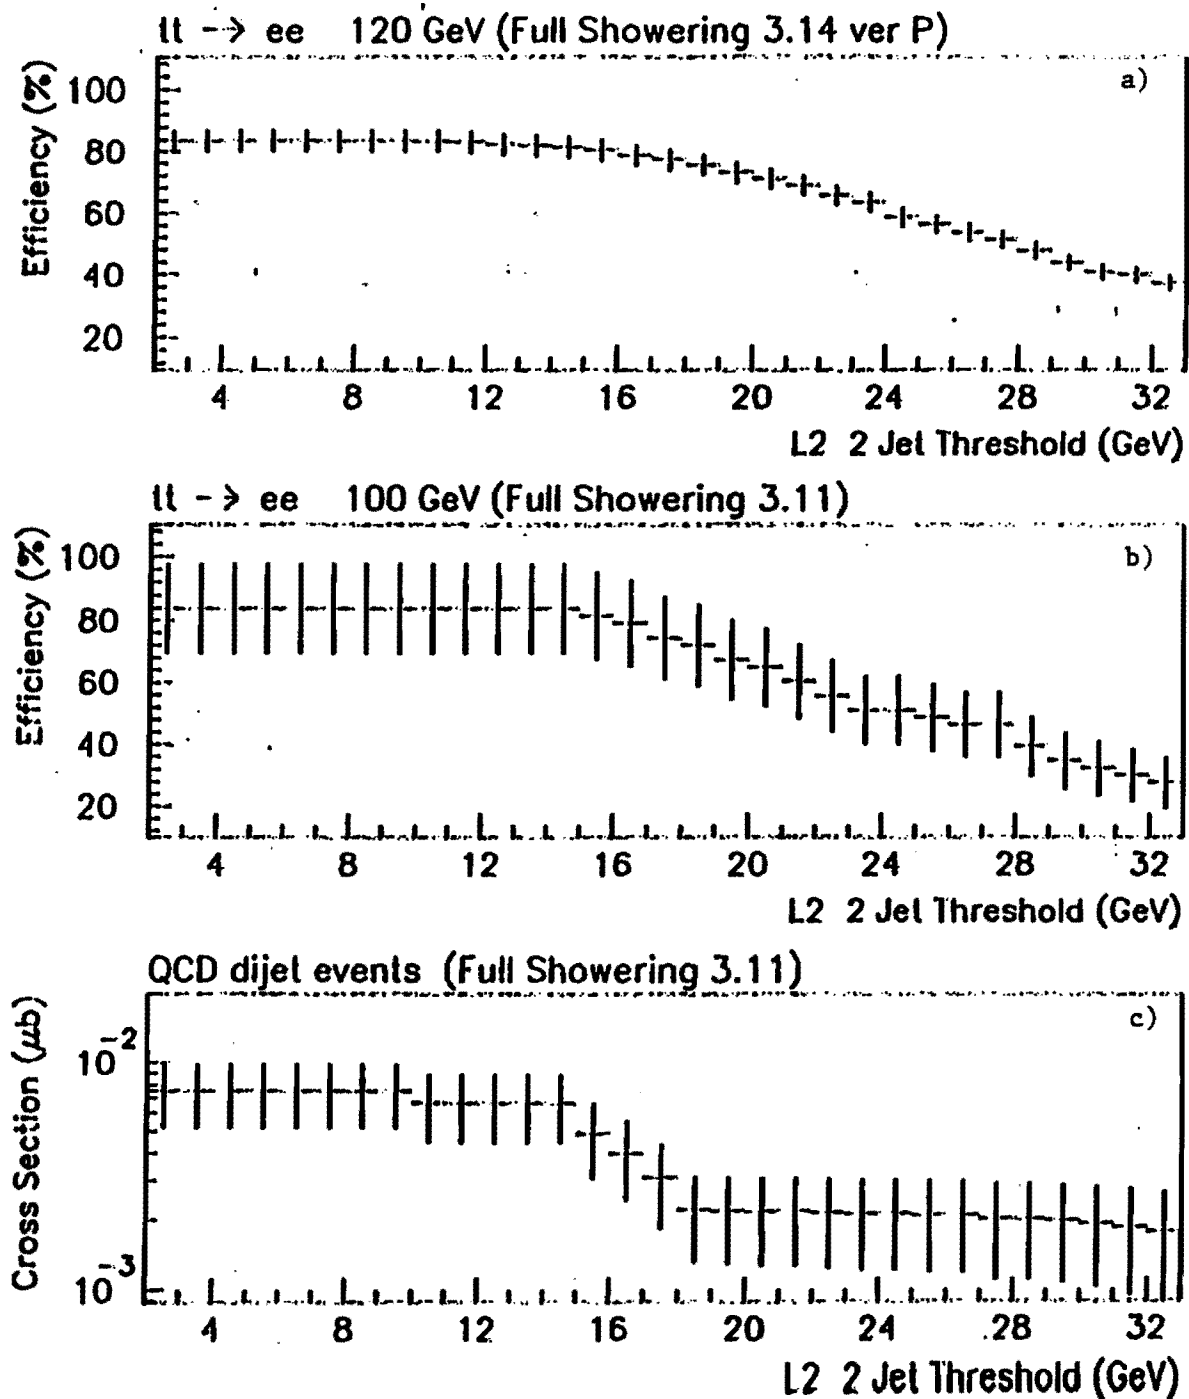 tt -> ee 120 GeV (Full Showering 3.14 ver P)
a)
Efficiency (%)
100
80
60
40
20
4 8 12 16 20 24 28 32
L2 2 Jet Threshold (GeV)
tt -> ee 100 GeV (Full Showering 3.11)
b)
Efficiency (%)
100
80
60
40
20
4 8 12 16 20 24 28 32
L2 2 Jet Threshold (GeV)
QCD dijet events (Full Showering 3.11)
c)
Cross Section (μb)
10⁻²
10⁻³
4 8 12 16 20 24 28 32
L2 2 Jet Threshold (GeV)